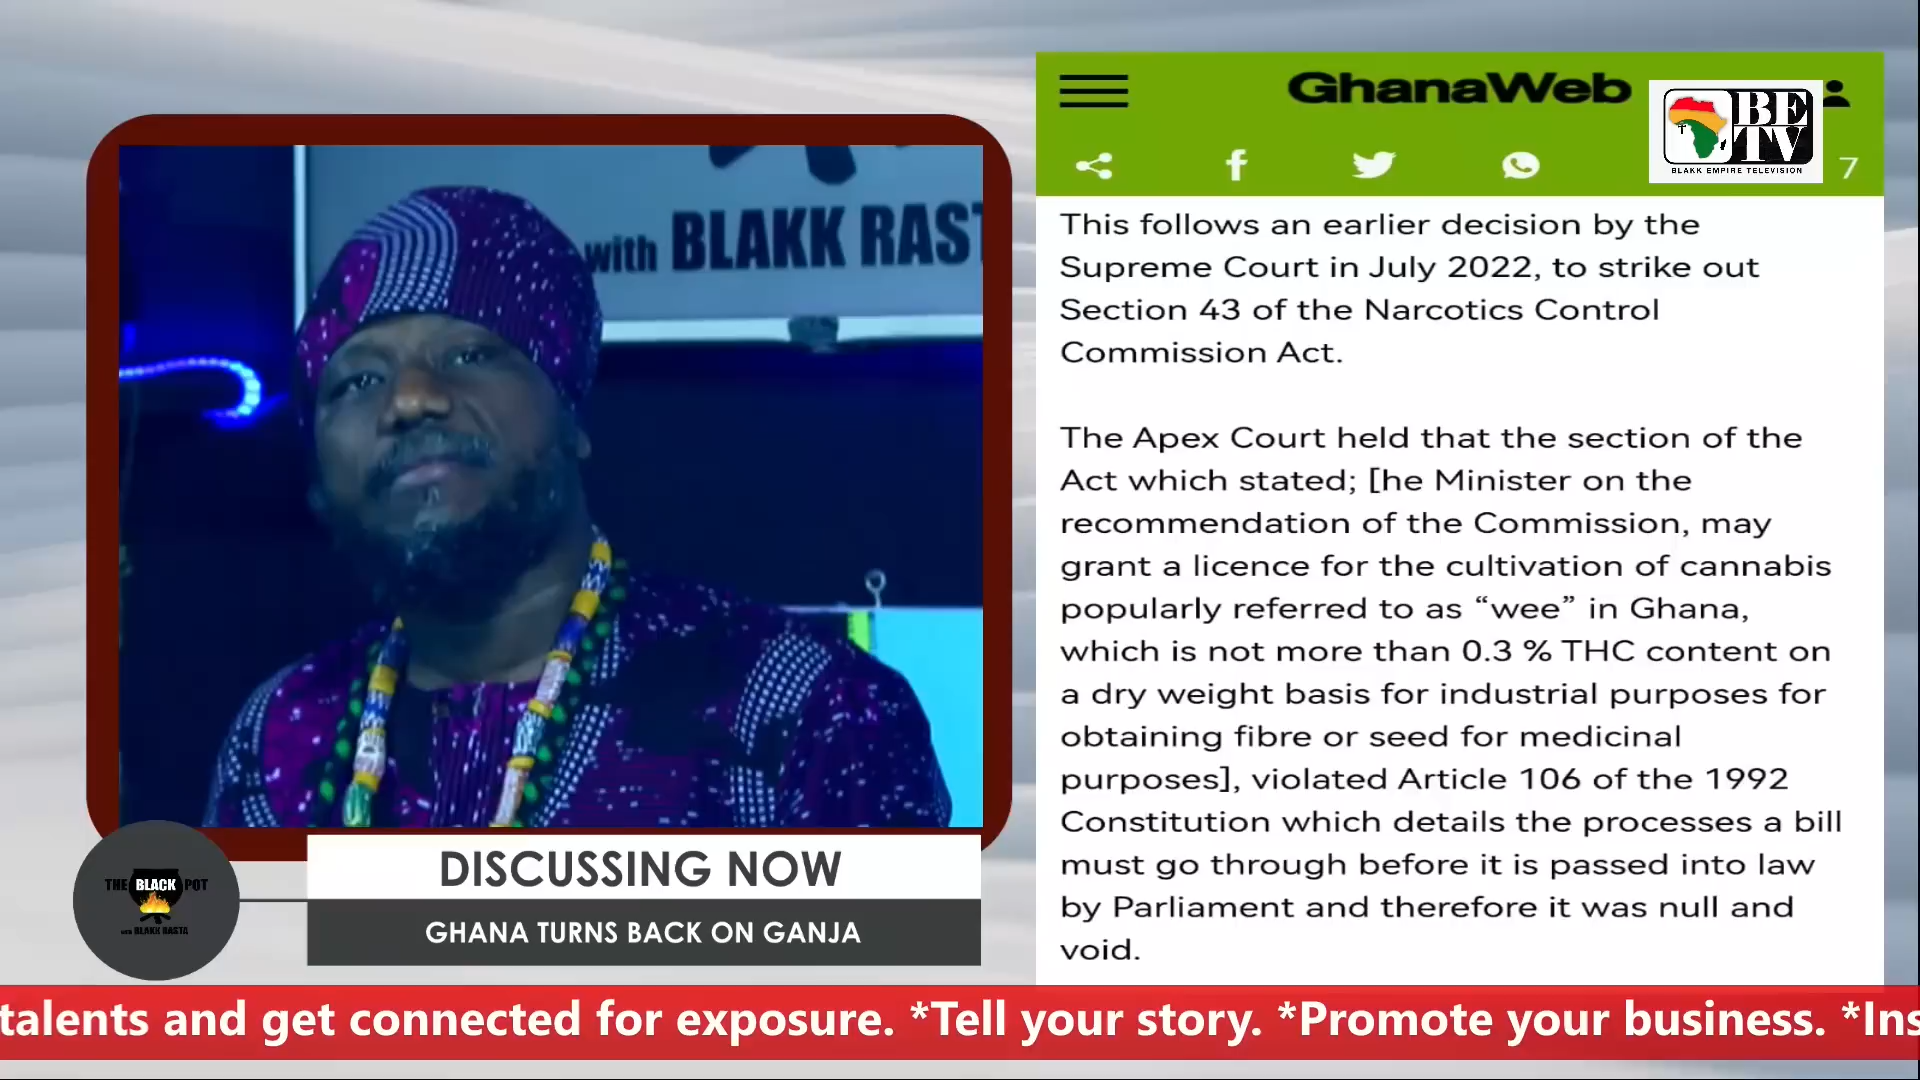 with BLAKK RAST
THE BLACK POT
with BLAKK RASTA
DISCUSSING NOW
GHANA TURNS BACK ON GANJA
GhanaWeb
BE
TV
BLAKK EMPIRE TELEVISION
7
This follows an earlier decision by the
Supreme Court in July 2022, to strike out
Section 43 of the Narcotics Control
Commission Act.
The Apex Court held that the section of the
Act which stated; [he Minister on the
recommendation of the Commission, may
grant a licence for the cultivation of cannabis
popularly referred to as “wee” in Ghana,
which is not more than 0.3 % THC content on
a dry weight basis for industrial purposes for
obtaining fibre or seed for medicinal
purposes], violated Article 106 of the 1992
Constitution which details the processes a bill
must go through before it is passed into law
by Parliament and therefore it was null and
void.
talents and get connected for exposure. *Tell your story. *Promote your business. *Ins